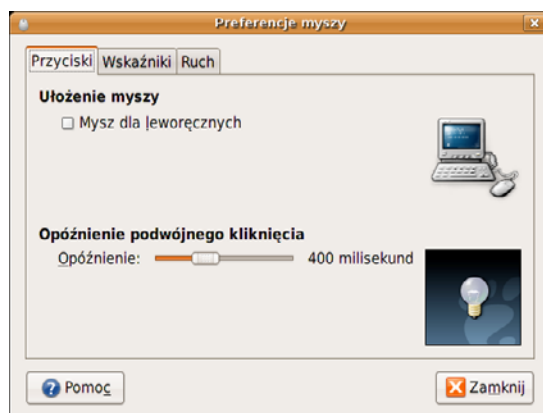 Preferencje myszy
Przyciski Wskaźniki Ruch
Ułożenie myszy
Mysz dla leworęcznych
Opóźnienie podwójnego kliknięcia
Opóźnienie: 400 milisekund
Pomoc Zamknij